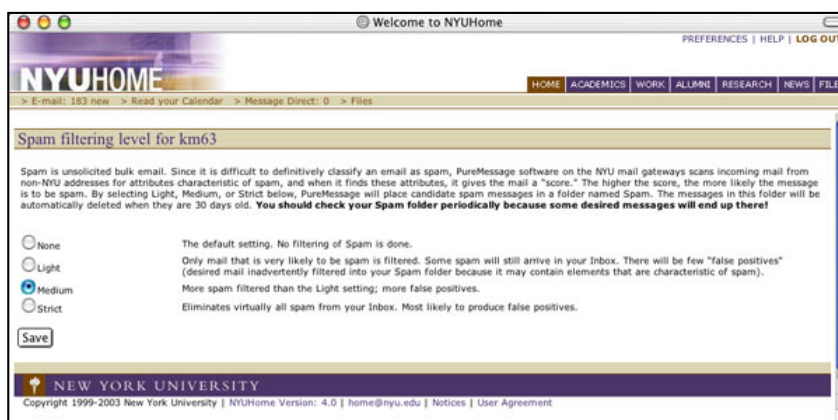 Welcome to NYUHome
PREFERENCES | HELP | LOG OUT
NYUHOME
HOME ACADEMICS WORK ALUMNI RESEARCH NEWS FILE
> E-mail: 183 new > Read your Calendar > Message Direct: 0 > Files
Spam filtering level for km63
Spam is unsolicited bulk email. Since it is difficult to definitively classify an email as spam, PureMessage software on the NYU mail gateways scans incoming mail from
non-NYU addresses for attributes characteristic of spam, and when it finds these attributes, it gives the mail a "score." The higher the score, the more likely the message
is to be spam. By selecting Light, Medium, or Strict below, PureMessage will place candidate spam messages in a folder named Spam. The messages in this folder will be
automatically deleted when they are 30 days old. You should check your Spam folder periodically because some desired messages will end up there!
None The default setting. No filtering of Spam is done.
Light Only mail that is very likely to be spam is filtered. Some spam will still arrive in your Inbox. There will be few "false positives"
(desired mail inadvertently filtered into your Spam folder because it may contain elements that are characteristic of spam).
Medium More spam filtered than the Light setting; more false positives.
Strict Eliminates virtually all spam from your Inbox. Most likely to produce false positives.
Save
NEW YORK UNIVERSITY
Copyright 1999-2003 New York University | NYUHome Version: 4.0 | home@nyu.edu | Notices | User Agreement